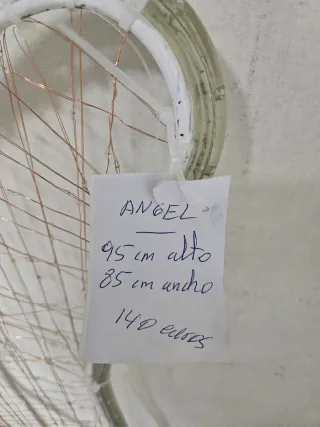 ANGEL
95 cm alto
85 cm ancho
140 euros